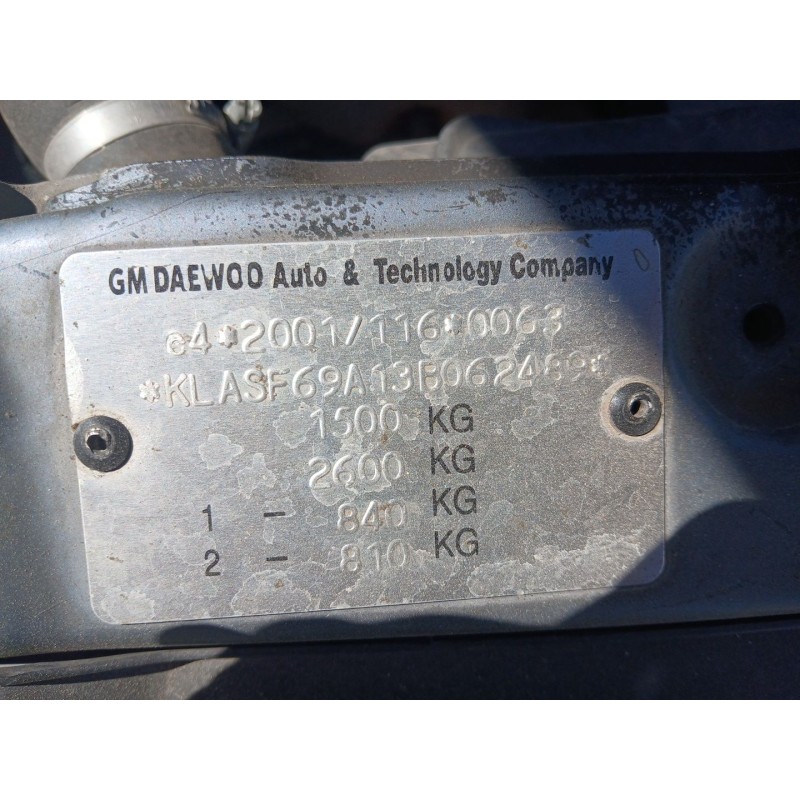 GM DAEWOO Auto & Technology Company
e4*2001/116*0063
*KLASF69A13B062489*
1500 KG
2600 KG
1 - 840 KG
2 - 810 KG